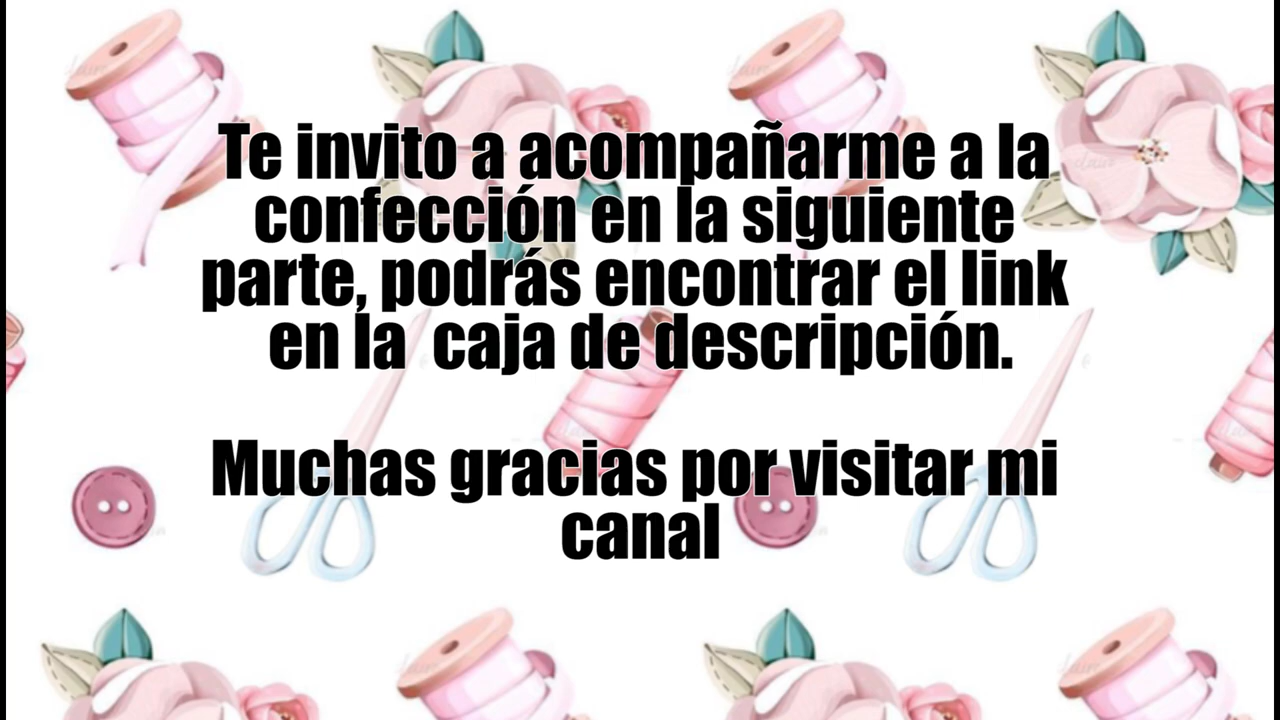 Te invito a acompañarme a la
confección en la siguiente
parte, podrás encontrar el link
en la  caja de descripción.
Muchas gracias por visitar mi
canal